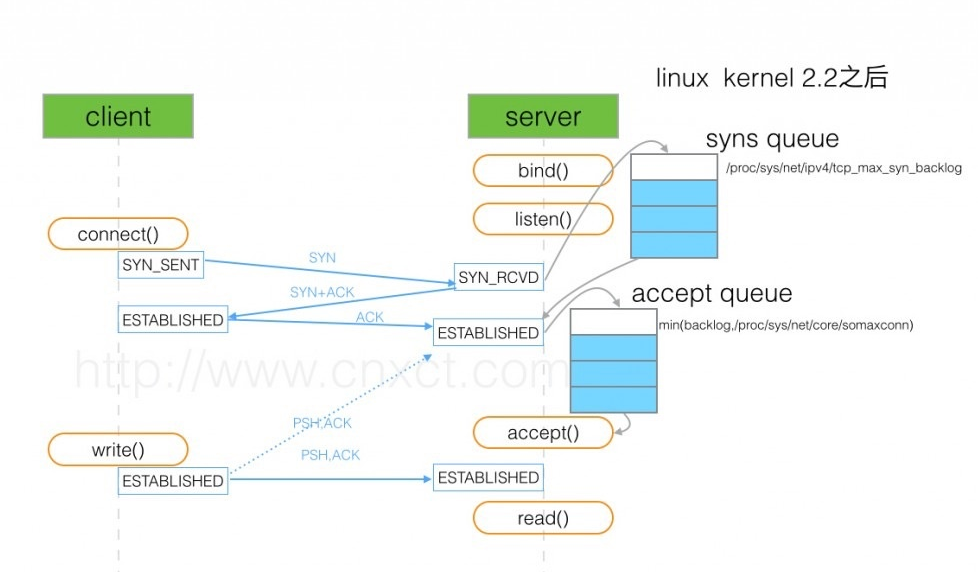 linux kernel 2.2之后
client
server
syns queue
/proc/sys/net/ipv4/tcp_max_syn_backlog
bind()
listen()
connect()
SYN_SENT
SYN
SYN_RCVD
SYN+ACK
accept queue
min(backlog,/proc/sys/net/core/somaxconn)
ESTABLISHED
ACK
ESTABLISHED
http://www.cnxct.com
PSH,ACK
accept()
write()
PSH,ACK
ESTABLISHED
ESTABLISHED
read()